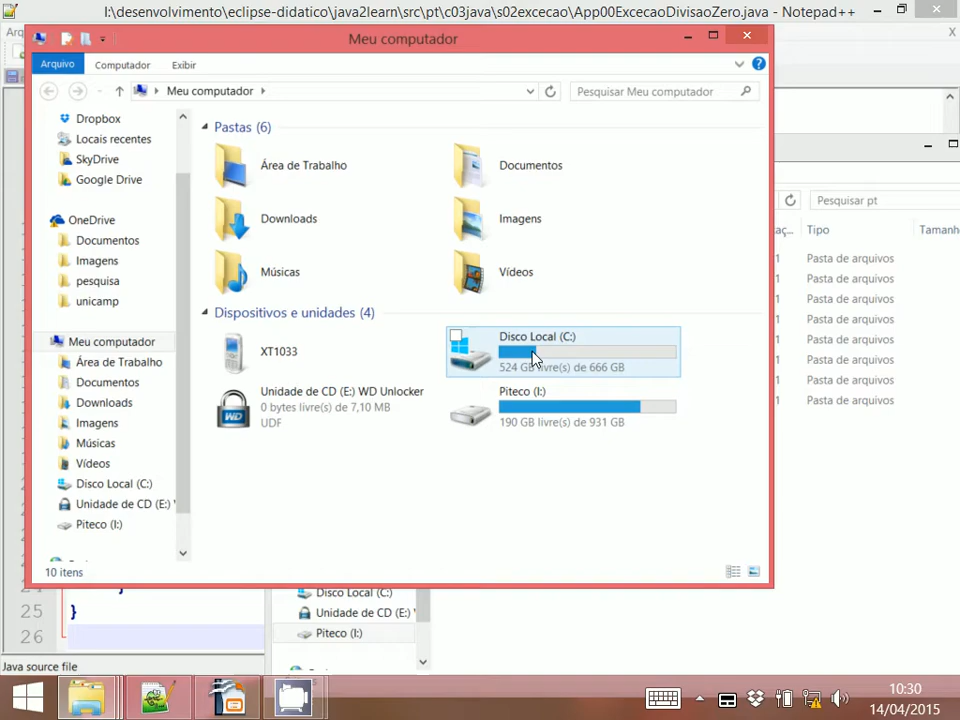 I:\desenvolvimento\eclipse-didatico\java2learn\src\pt\c03java\s02excecao\App00ExcecaoDivisaoZero.java - Notepad++
Meu computador
Arquivo
Computador
Exibir
Meu computador
Pesquisar Meu computador
Dropbox
Locais recentes
SkyDrive
Google Drive
OneDrive
Documentos
Imagens
pesquisa
unicamp
Meu computador
Área de Trabalho
Documentos
Downloads
Imagens
Músicas
Vídeos
Disco Local (C:)
Unidade de CD (E:) '
Piteco (I:)
Pastas (6)
Área de Trabalho
Documentos
Downloads
Imagens
Músicas
Vídeos
Dispositivos e unidades (4)
XT1033
Disco Local (C:)
524 GB livre(s) de 666 GB
Unidade de CD (E:) WD Unlocker
0 bytes livre(s) de 7,10 MB
UDF
WD
Piteco (I:)
190 GB livre(s) de 931 GB
10 itens
Pesquisar pt
Tipo
Tamanho
Pasta de arquivos
Pasta de arquivos
Pasta de arquivos
Pasta de arquivos
Pasta de arquivos
Pasta de arquivos
Pasta de arquivos
Pasta de arquivos
25 }
26
Disco Local (C:)
Unidade de CD (E:) '
Piteco (I:)
Java source file
10:30
14/04/2015